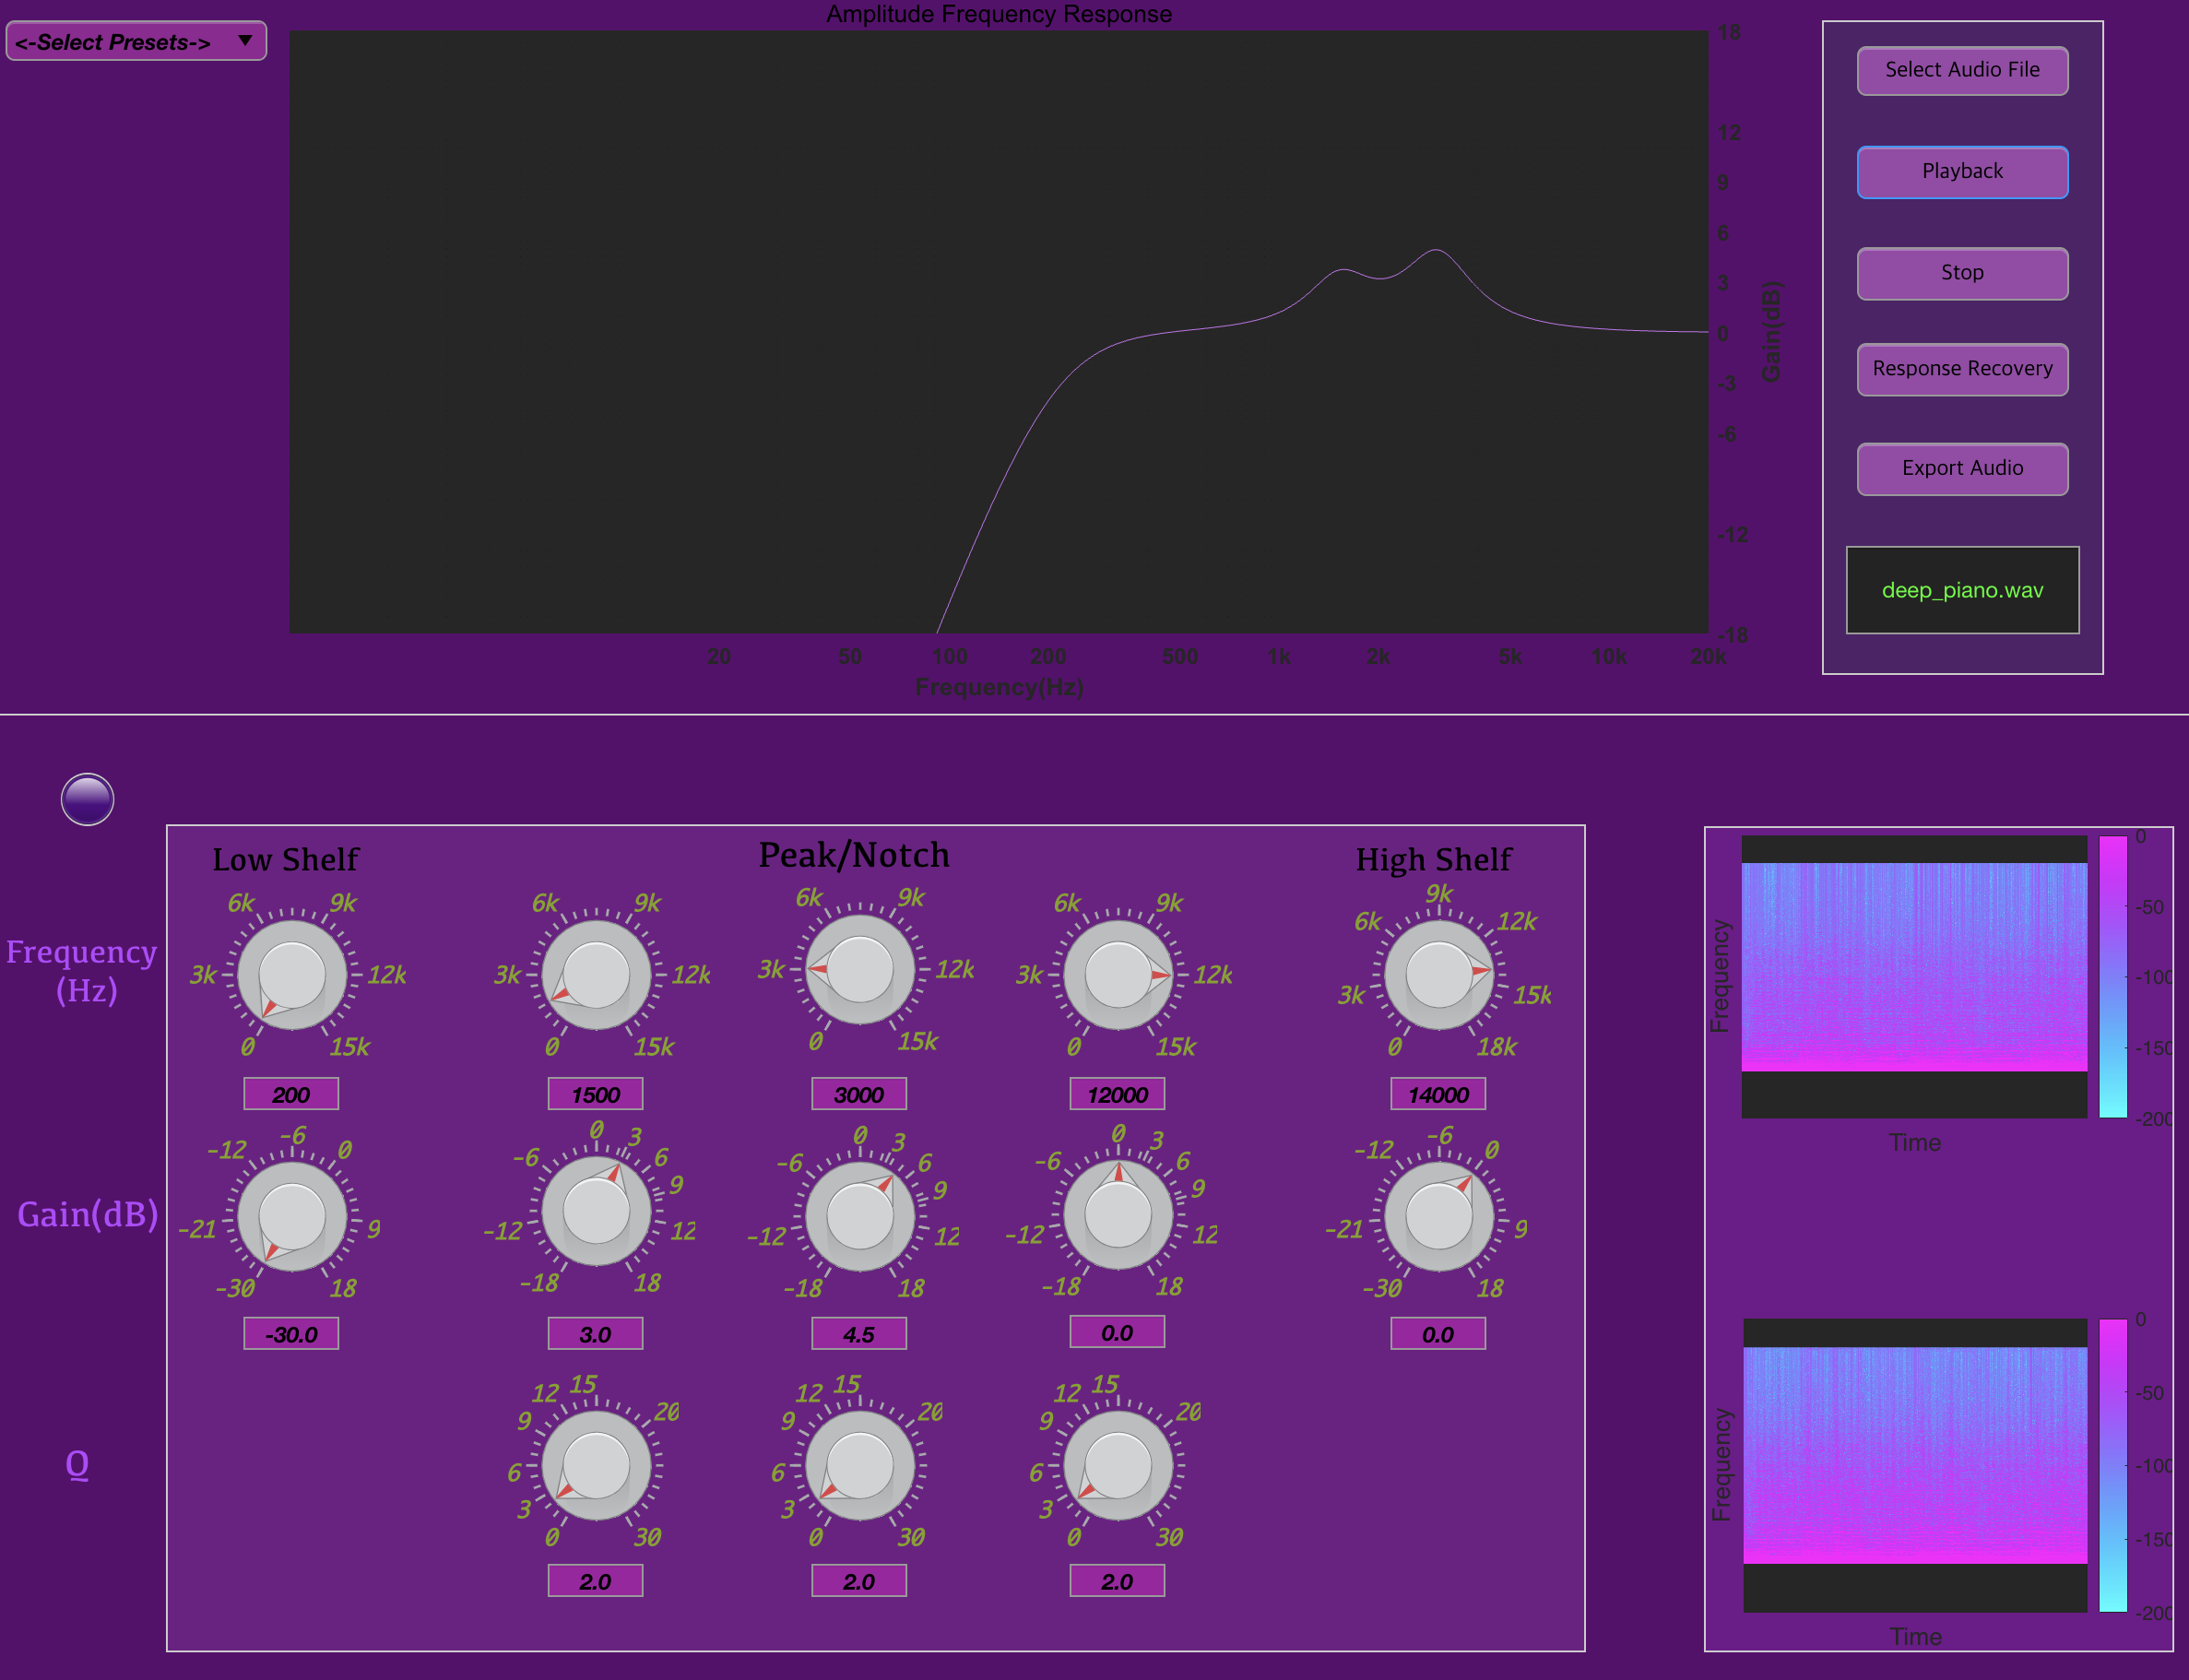 Amplitude Frequency Response
<-Select Presets->
18
12
9
6
3
0
-3
-6
-12
-18
Gain(dB)
20 50 100 200 500 1k 2k 5k 10k 20k
Frequency(Hz)
Select Audio File
Playback
Stop
Response Recovery
Export Audio
deep_piano.wav
Low Shelf Peak/Notch High Shelf
Frequency
(Hz)
0 3k 6k 9k 12k 15k
0 3k 6k 9k 12k 15k
0 3k 6k 9k 12k 15k
0 3k 6k 9k 12k 15k
0 3k 6k 9k 12k 15k 18k
200 1500 3000 12000 14000
Gain(dB)
-30 -21 -12 -6 0 9 18
-18 -12 -6 0 3 6 9 12 18
-18 -12 -6 0 3 6 9 12 18
-18 -12 -6 0 3 6 9 12 18
-30 -21 -12 -6 0 9 18
-30.0 3.0 4.5 0.0 0.0
Q
0 3 6 9 12 15 20 30
0 3 6 9 12 15 20 30
0 3 6 9 12 15 20 30
2.0 2.0 2.0
Frequency
Time
0
-50
-100
-150
-200
Frequency
Time
0
-50
-100
-150
-200